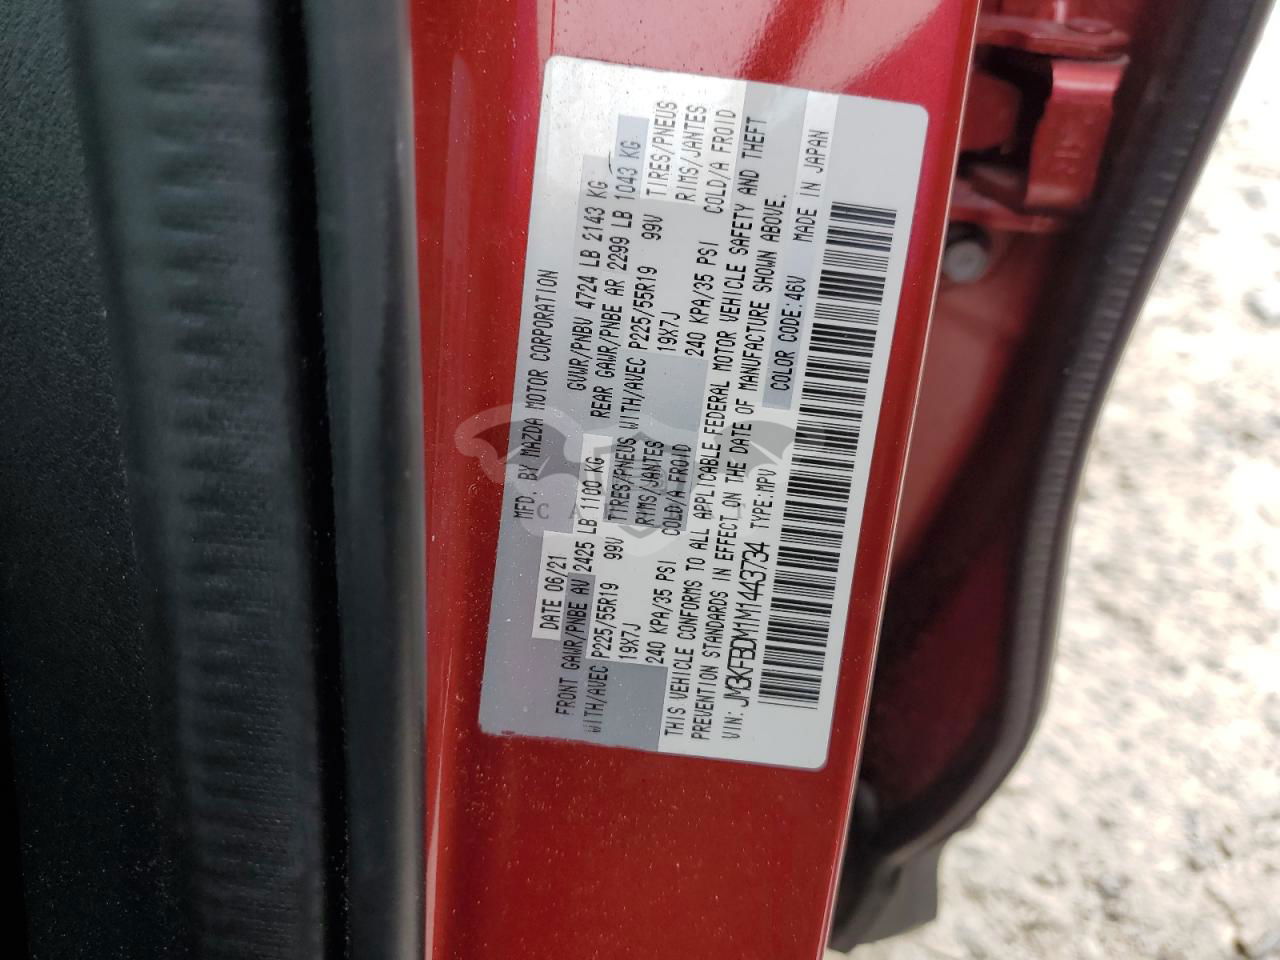 MFD. BY MAZDA MOTOR CORPORATION
DATE 06/21 GVWR/PNBV 4724 LB 2143 KG
FRONT GAWR/PNBE AV 2425 LB 1100 KG REAR GAWR/PNBE AR 2299 LB 1043 KG
WITH/AVEC P225/55R19 99V TIRES/PNEUS WITH/AVEC P225/55R19 99V TIRES/PNEUS
19X7J RIMS/JANTES 19X7J RIMS/JANTES
240 KPA/35 PSI COLD/A FROID 240 KPA/35 PSI COLD/A FROID
THIS VEHICLE CONFORMS TO ALL APPLICABLE FEDERAL MOTOR VEHICLE SAFETY AND THEFT
PREVENTION STANDARDS IN EFFECT ON THE DATE OF MANUFACTURE SHOWN ABOVE.
VIN: JM3KFBDM1M1443734 TYPE:MPV COLOR CODE:46V MADE IN JAPAN